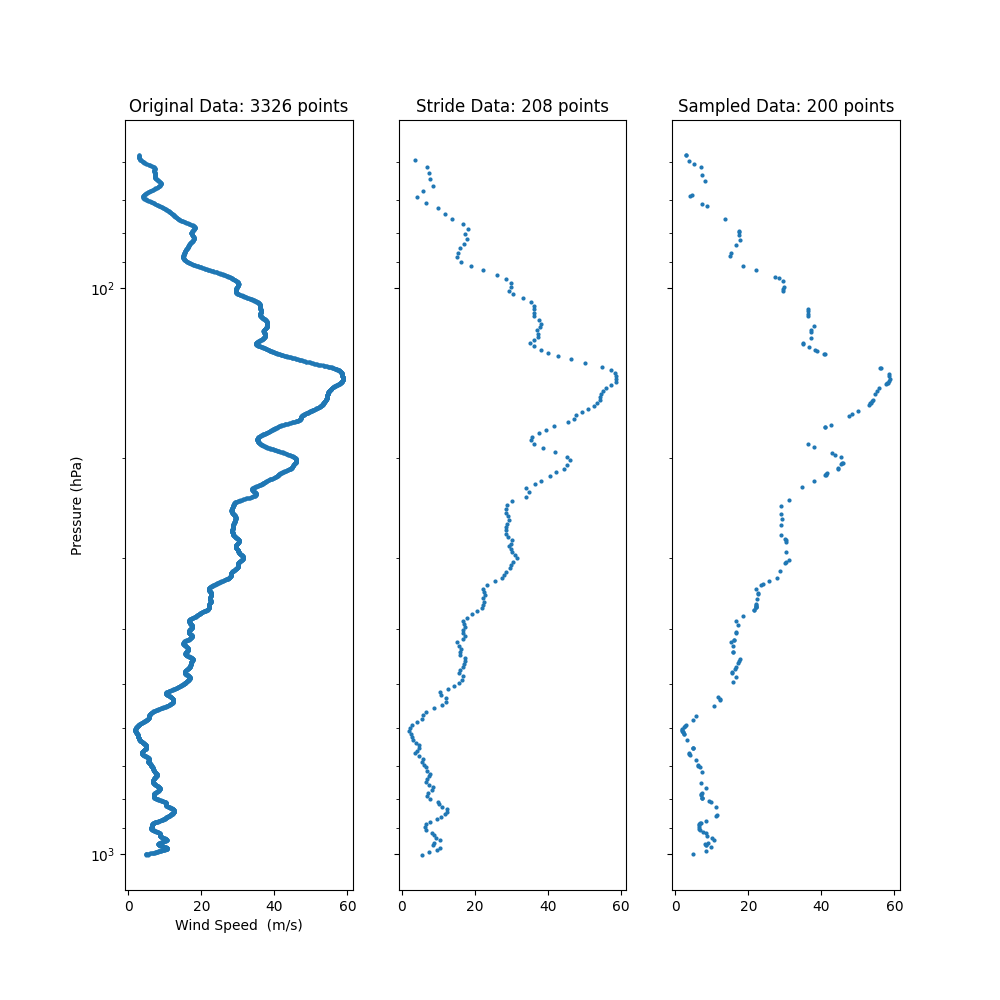 Original Data: 3326 points
Stride Data: 208 points
Sampled Data: 200 points
Pressure (hPa)
10²
10³
0 20 40 60
0 20 40 60
0 20 40 60
Wind Speed  (m/s)